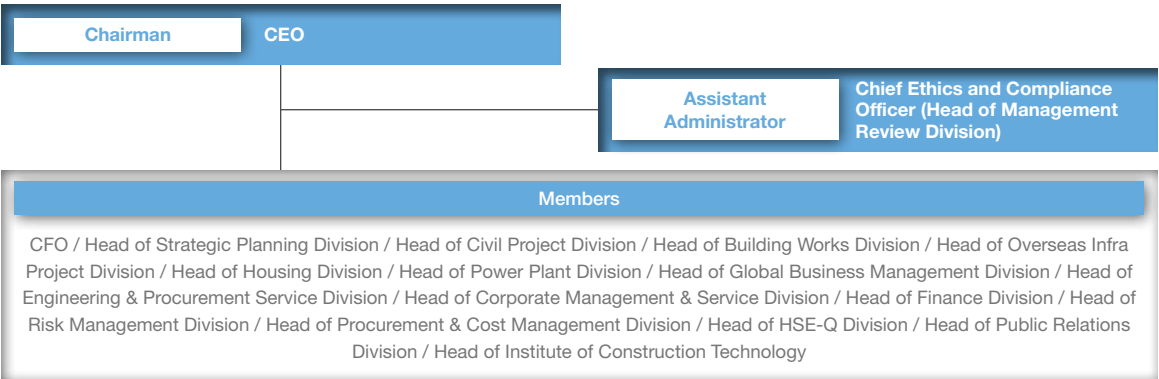 Chairman
CEO
Assistant
Administrator
Chief Ethics and Compliance
Officer (Head of Management
Review Division)
Members
CFO / Head of Strategic Planning Division / Head of Civil Project Division / Head of Building Works Division / Head of Overseas Infra
Project Division / Head of Housing Division / Head of Power Plant Division / Head of Global Business Management Division / Head of
Engineering & Procurement Service Division / Head of Corporate Management & Service Division / Head of Finance Division / Head of
Risk Management Division / Head of Procurement & Cost Management Division / Head of HSE-Q Division / Head of Public Relations
Division / Head of Institute of Construction Technology